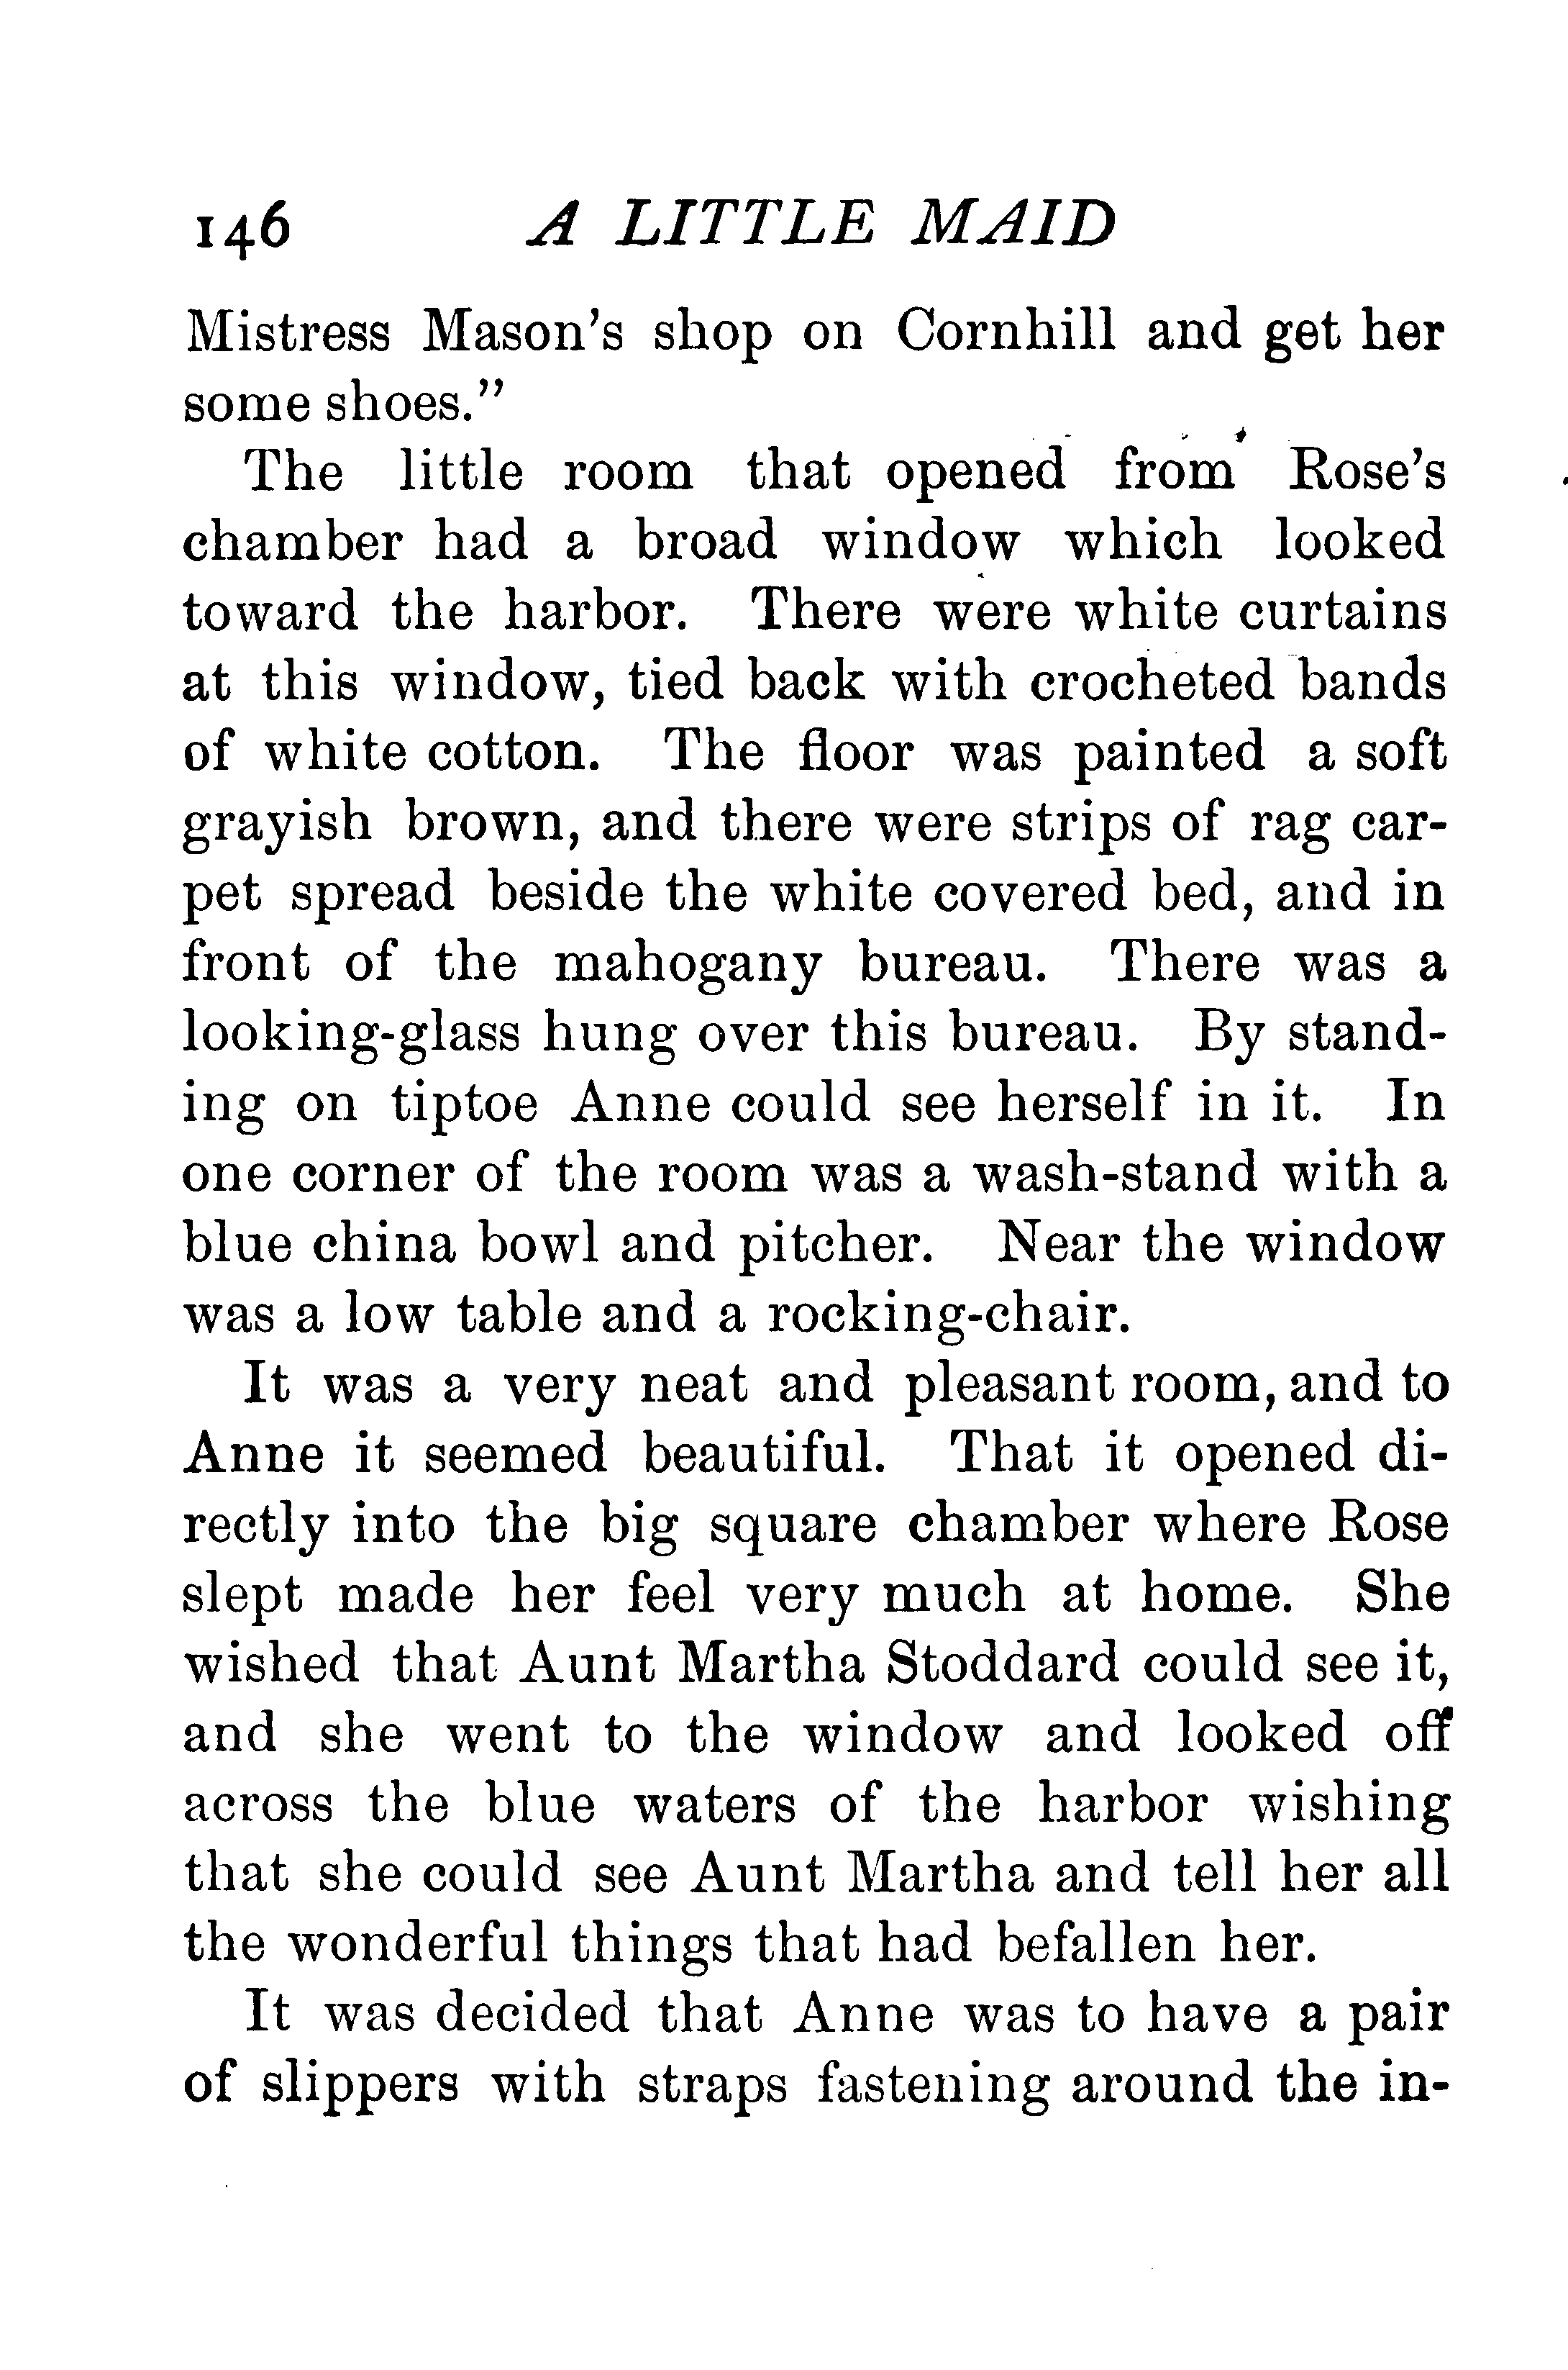 146 A LITTLE MAID
Mistress Mason's shop on Cornhill and get her
some shoes."
The little room that opened from Rose's
chamber had a broad window which looked
toward the harbor. There were white curtains
at this window, tied back with crocheted bands
of white cotton. The floor was painted a soft
grayish brown, and there were strips of rag car-
pet spread beside the white covered bed, and in
front of the mahogany bureau. There was a
looking-glass hung over this bureau. By stand-
ing on tiptoe Anne could see herself in it. In
one corner of the room was a wash-stand with a
blue china bowl and pitcher. Near the window
was a low table and a rocking-chair.
It was a very neat and pleasant room, and to
Anne it seemed beautiful. That it opened di-
rectly into the big square chamber where Rose
slept made her feel very much at home. She
wished that Aunt Martha Stoddard could see it,
and she went to the window and looked off
across the blue waters of the harbor wishing
that she could see Aunt Martha and tell her all
the wonderful things that had befallen her.
It was decided that Anne was to have a pair
of slippers with straps fastening around the in-